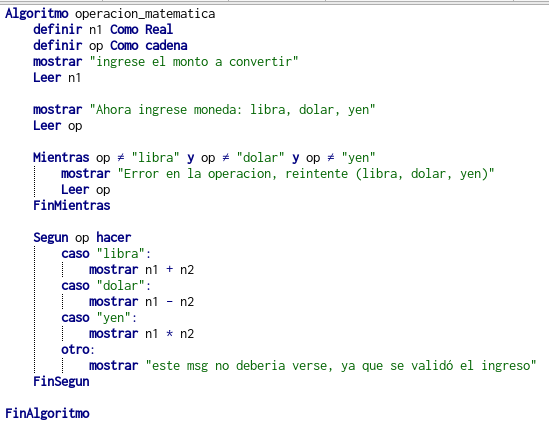 Algoritmo operacion_matematica
definir n1 Como Real
definir op Como cadena
mostrar "ingrese el monto a convertir"
Leer n1
mostrar "Ahora ingrese moneda: libra, dolar, yen"
Leer op
Mientras op ≠ "libra" y op ≠ "dolar" y op ≠ "yen"
mostrar "Error en la operacion, reintente (libra, dolar, yen)"
Leer op
FinMientras
Segun op hacer
caso "libra":
mostrar n1 + n2
caso "dolar":
mostrar n1 - n2
caso "yen":
mostrar n1 * n2
otro:
mostrar "este msg no deberia verse, ya que se validó el ingreso"
FinSegun
FinAlgoritmo